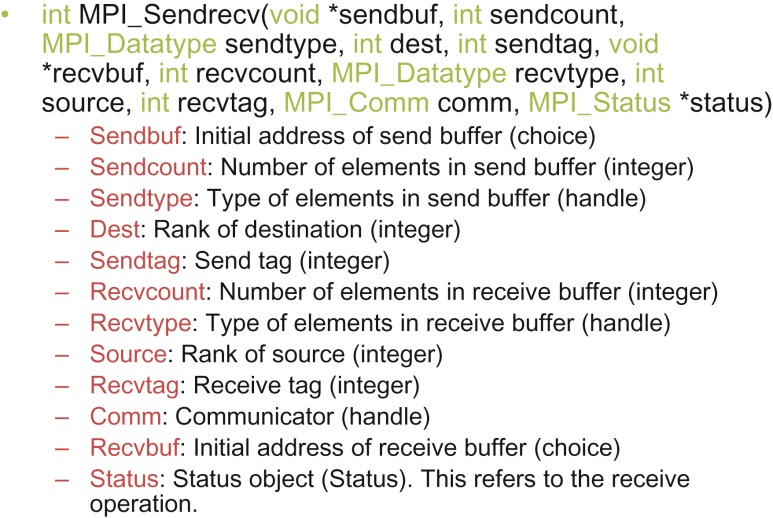 • int MPI_Sendrecv(void *sendbuf, int sendcount,
MPI_Datatype sendtype, int dest, int sendtag, void
*recvbuf, int recvcount, MPI_Datatype recvtype, int
source, int recvtag, MPI_Comm comm, MPI_Status *status)
– Sendbuf: Initial address of send buffer (choice)
– Sendcount: Number of elements in send buffer (integer)
– Sendtype: Type of elements in send buffer (handle)
– Dest: Rank of destination (integer)
– Sendtag: Send tag (integer)
– Recvcount: Number of elements in receive buffer (integer)
– Recvtype: Type of elements in receive buffer (handle)
– Source: Rank of source (integer)
– Recvtag: Receive tag (integer)
– Comm: Communicator (handle)
– Recvbuf: Initial address of receive buffer (choice)
– Status: Status object (Status). This refers to the receive
operation.